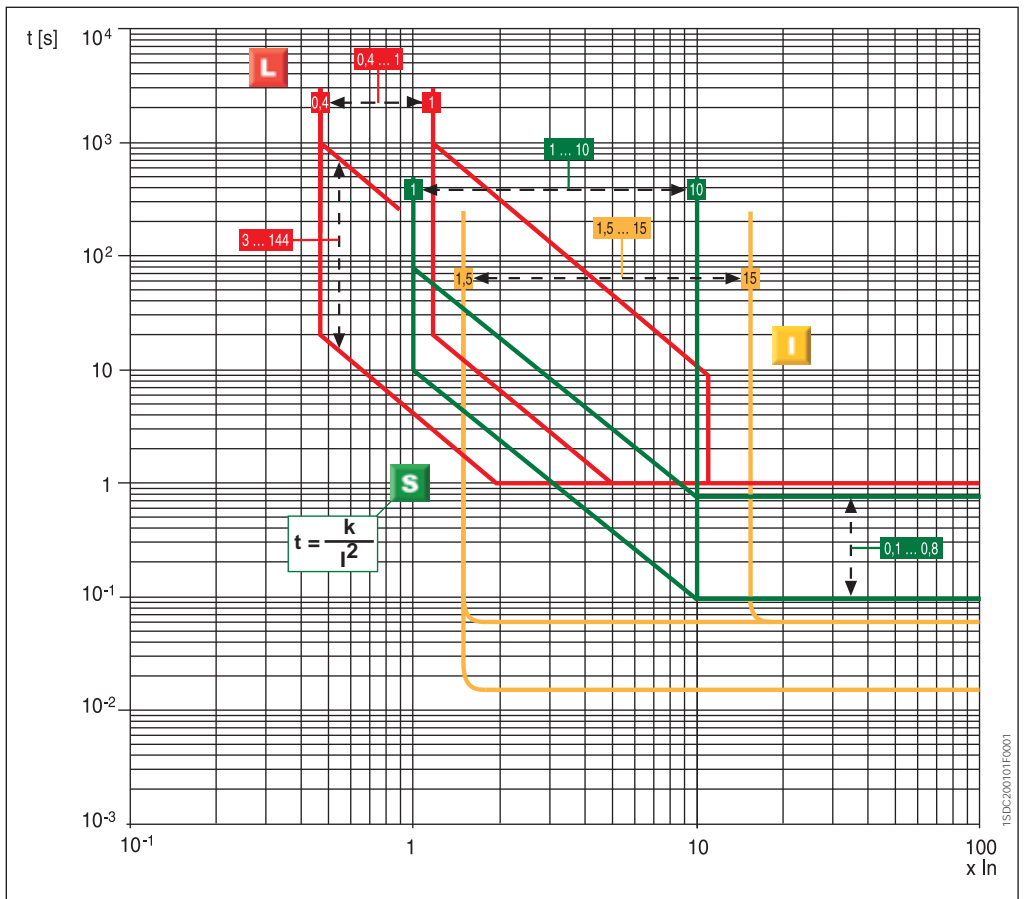 t [s]
10⁴
L
0,4 ... 1
0,4
1
10³
1 ... 10
1
10
3 ... 144
1,5 ... 15
10²
1,5
15
I
10
1
S
t = k / I²
0,1 ... 0,8
10⁻¹
10⁻²
10⁻³
10⁻¹
1
10
100
x In
1SDC200101F0001